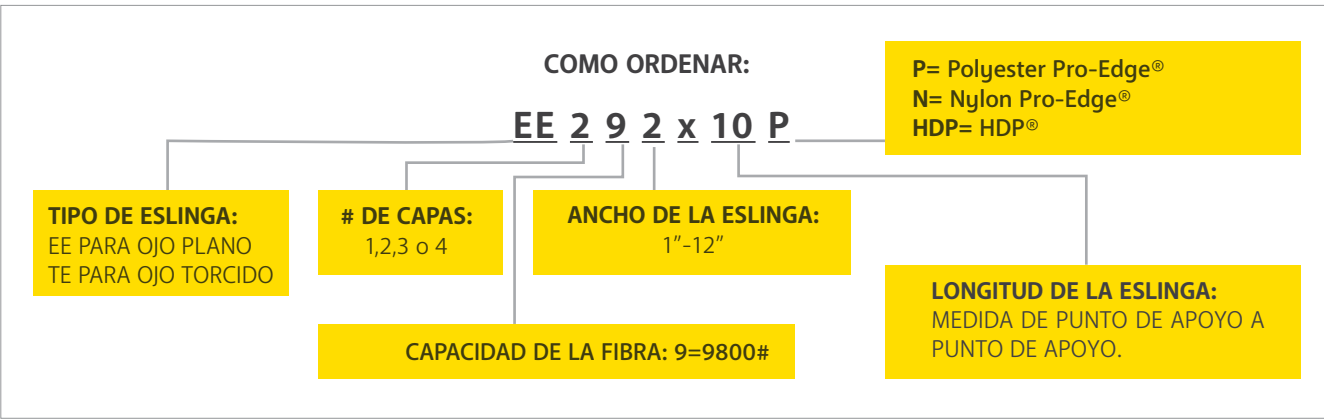 COMO ORDENAR:
EE 2 9 2 x 10 P
P= Polyester Pro-Edge®
N= Nylon Pro-Edge®
HDP= HDP®
TIPO DE ESLINGA:
EE PARA OJO PLANO
TE PARA OJO TORCIDO
# DE CAPAS:
1,2,3 o 4
ANCHO DE LA ESLINGA:
1”-12”
CAPACIDAD DE LA FIBRA: 9=9800#
LONGITUD DE LA ESLINGA:
MEDIDA DE PUNTO DE APOYO A
PUNTO DE APOYO.